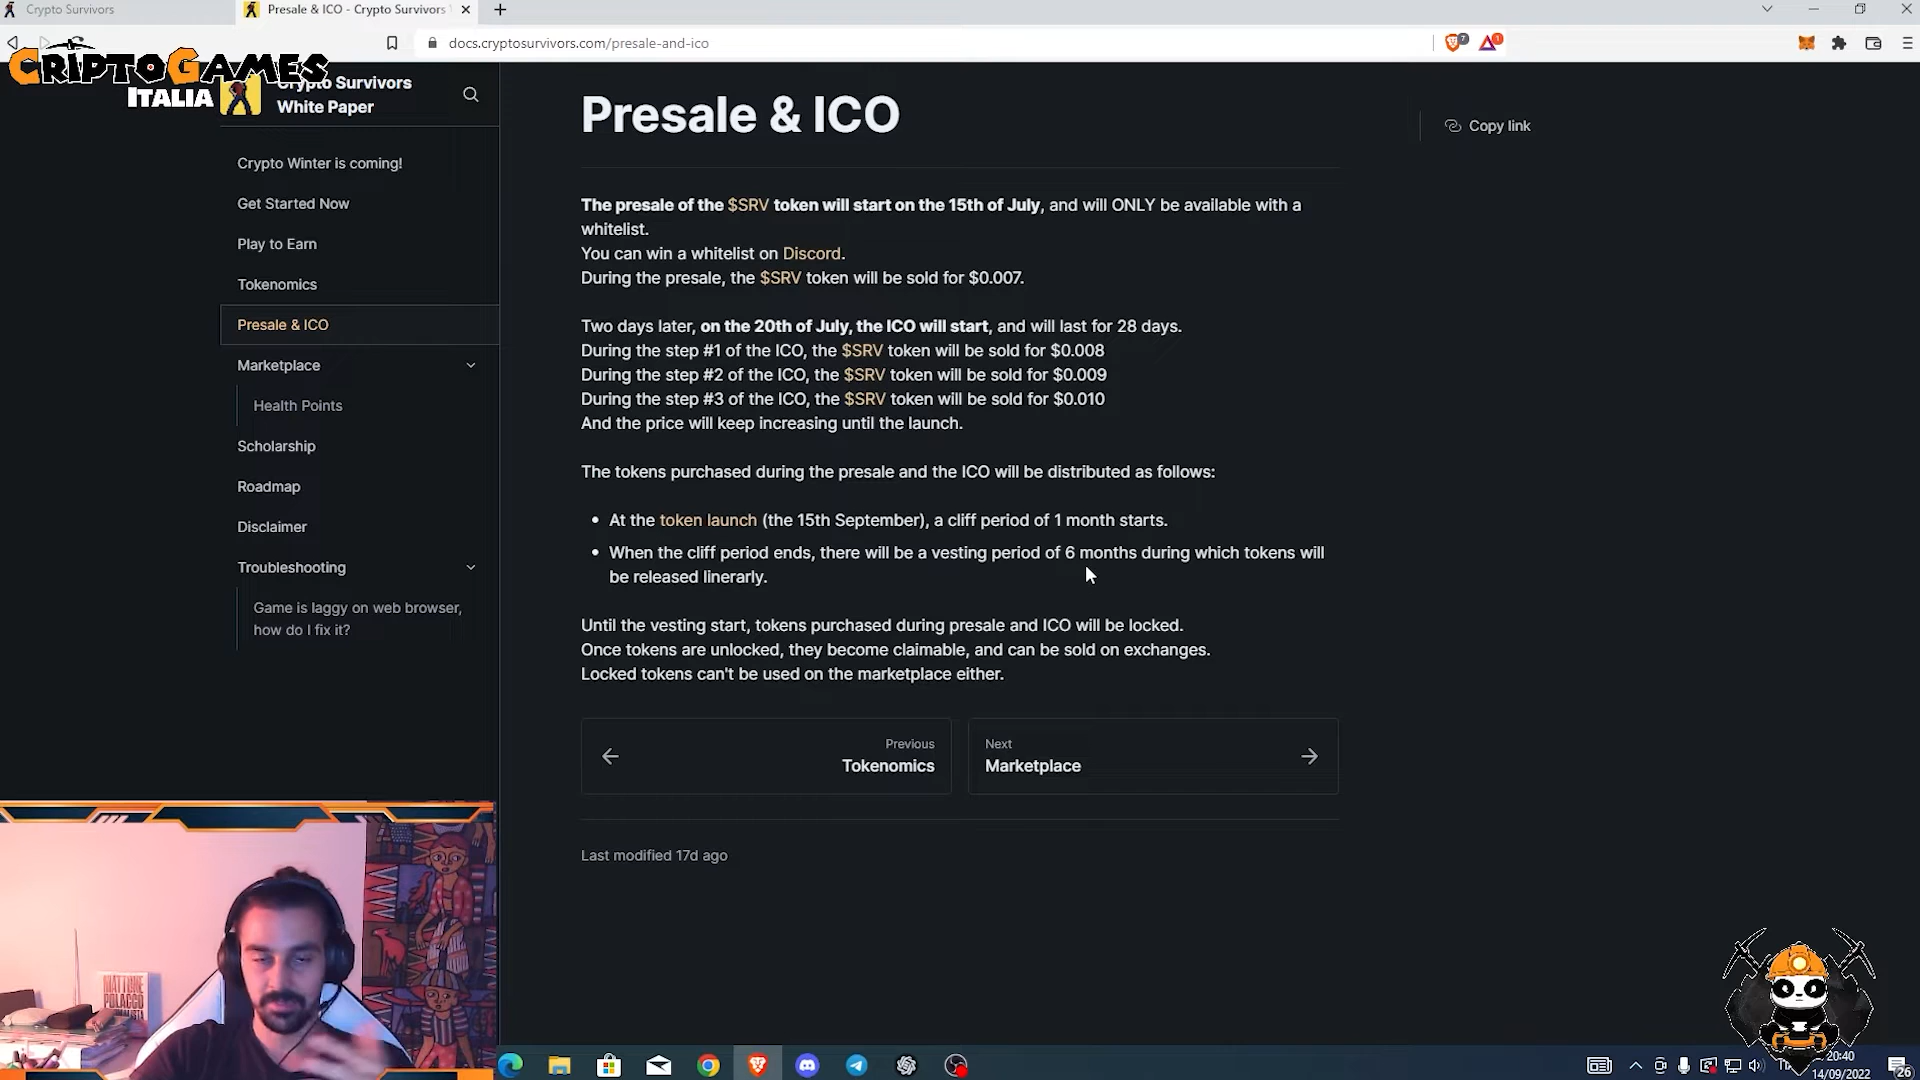 Crypto Survivors
Presale & ICO - Crypto Survivors
docs.cryptosurvivors.com/presale-and-ico
7
1
CRIPTOGAMES
ITALIA
Crypto Survivors
White Paper
Crypto Winter is coming!
Get Started Now
Play to Earn
Tokenomics
Presale & ICO
Marketplace
Health Points
Scholarship
Roadmap
Disclaimer
Troubleshooting
Game is laggy on web browser,
how do I fix it?
Presale & ICO
Copy link
The presale of the $SRV token will start on the 15th of July, and will ONLY be available with a
whitelist.
You can win a whitelist on Discord.
During the presale, the $SRV token will be sold for $0.007.
Two days later, on the 20th of July, the ICO will start, and will last for 28 days.
During the step #1 of the ICO, the $SRV token will be sold for $0.008
During the step #2 of the ICO, the $SRV token will be sold for $0.009
During the step #3 of the ICO, the $SRV token will be sold for $0.010
And the price will keep increasing until the launch.
The tokens purchased during the presale and the ICO will be distributed as follows:
• At the token launch (the 15th September), a cliff period of 1 month starts.
• When the cliff period ends, there will be a vesting period of 6 months during which tokens will
be released linerarly.
Until the vesting start, tokens purchased during presale and ICO will be locked.
Once tokens are unlocked, they become claimable, and can be sold on exchanges.
Locked tokens can't be used on the marketplace either.
Previous
Tokenomics
Next
Marketplace
Last modified 17d ago
MATTONE
POLACCO
20:40
14/09/2022
26